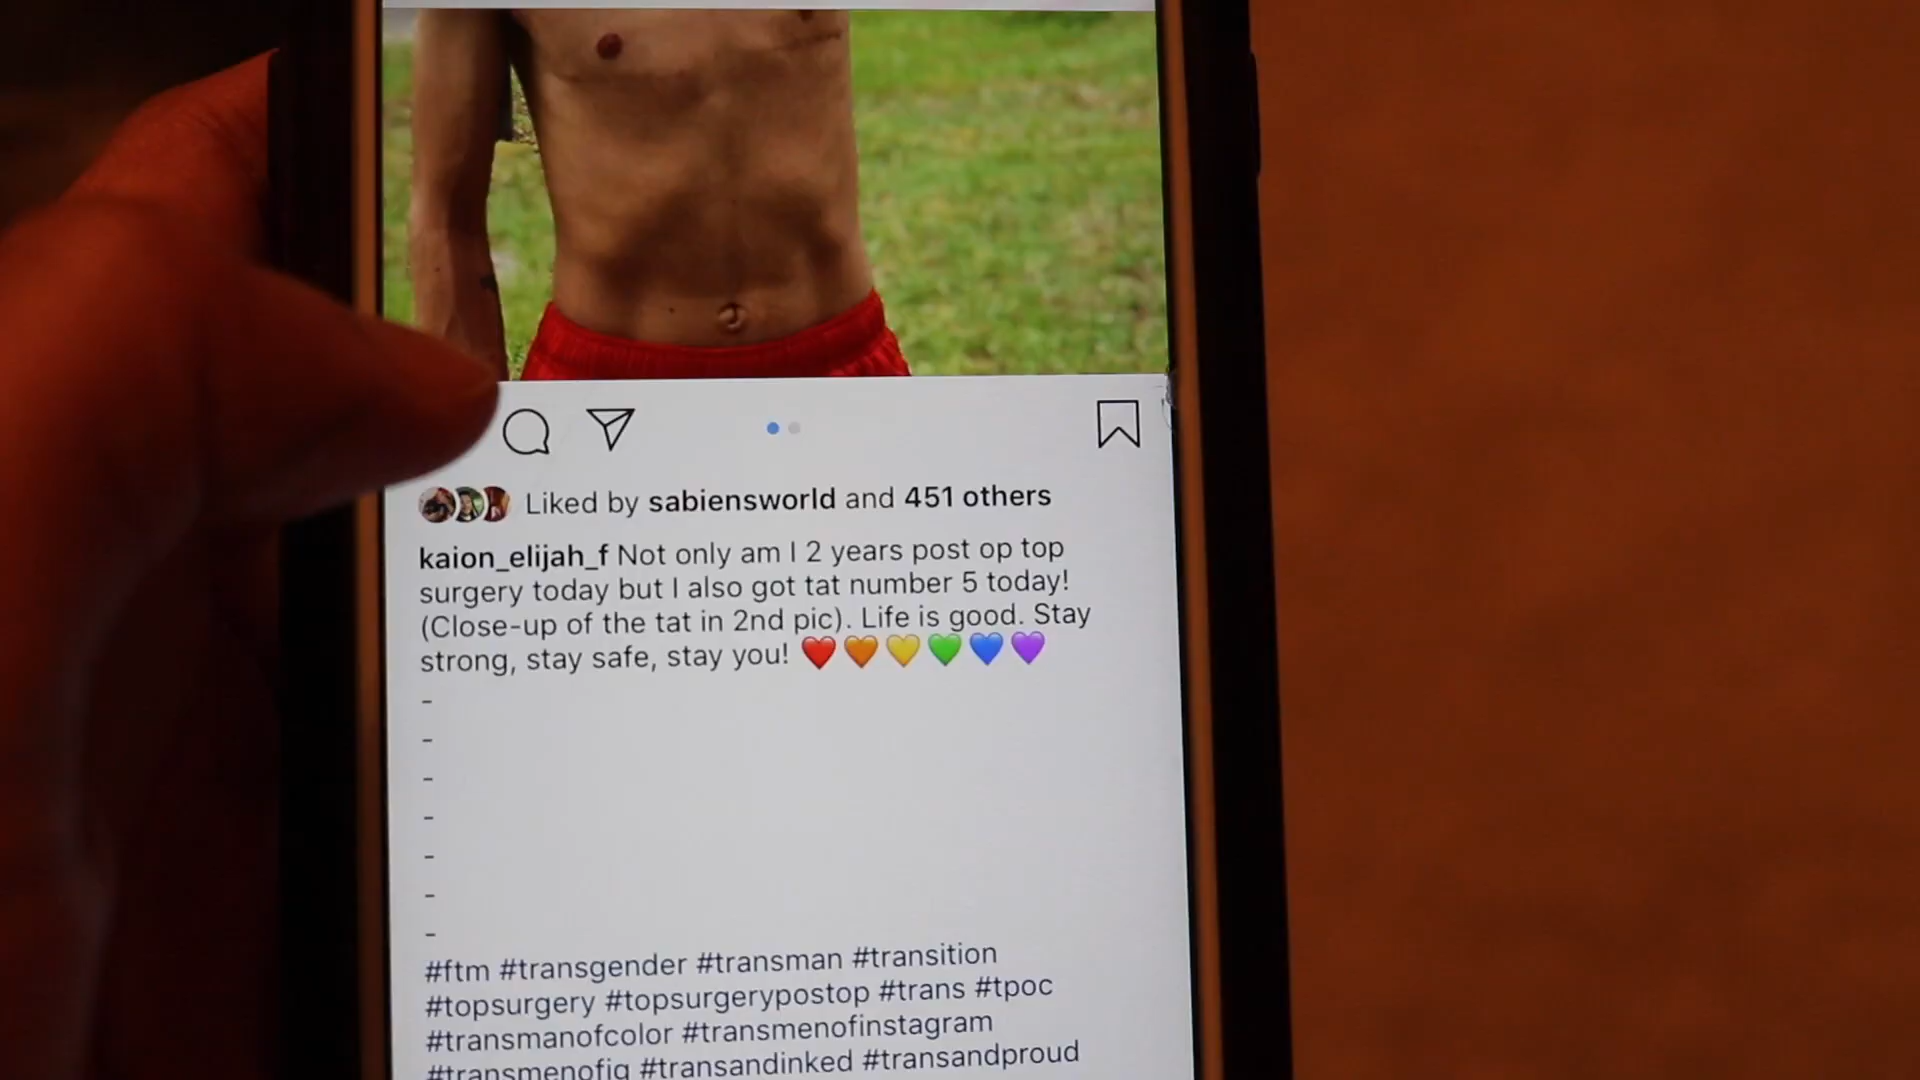 Liked by sabiensworld and 451 others
kaion_elijah_f Not only am I 2 years post op top
surgery today but I also got tat number 5 today!
(Close-up of the tat in 2nd pic). Life is good. Stay
strong, stay safe, stay you! ❤️🧡💛💚💙💜
-
-
-
-
-
-
-
#ftm #transgender #transman #transition
#topsurgery #topsurgerypostop #trans #tpoc
#transmanofcolor #transmenofinstagram
#transmenofig #transandinked #transandproud